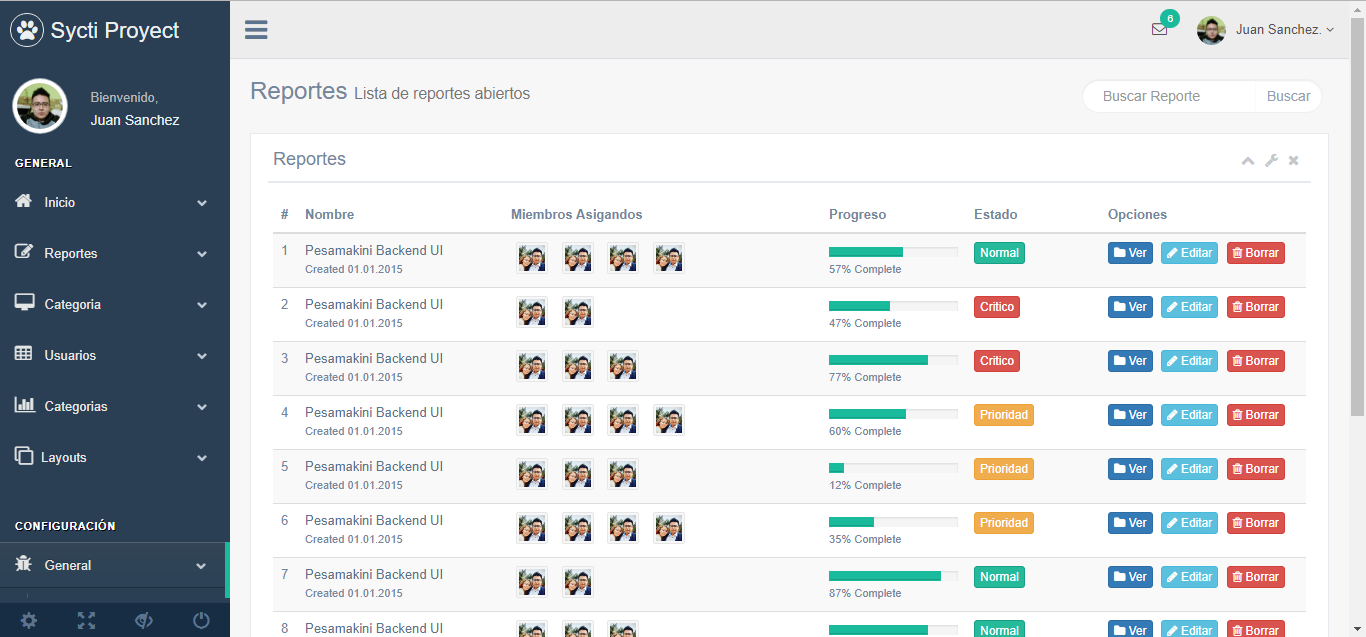 Sycti Proyect
Bienvenido,
Juan Sanchez
GENERAL
Inicio
Reportes
Categoria
Usuarios
Categorias
Layouts
CONFIGURACIÓN
General
6
Juan Sanchez.
Reportes Lista de reportes abiertos
Buscar Reporte Buscar
Reportes
# Nombre Miembros Asigandos Progreso Estado Opciones
1 Pesamakini Backend UI Normal Ver Editar Borrar
Created 01.01.2015 57% Complete
2 Pesamakini Backend UI Critico Ver Editar Borrar
Created 01.01.2015 47% Complete
3 Pesamakini Backend UI Critico Ver Editar Borrar
Created 01.01.2015 77% Complete
4 Pesamakini Backend UI Prioridad Ver Editar Borrar
Created 01.01.2015 60% Complete
5 Pesamakini Backend UI Prioridad Ver Editar Borrar
Created 01.01.2015 12% Complete
6 Pesamakini Backend UI Prioridad Ver Editar Borrar
Created 01.01.2015 35% Complete
7 Pesamakini Backend UI Normal Ver Editar Borrar
Created 01.01.2015 87% Complete
8 Pesamakini Backend UI Normal Ver Editar Borrar